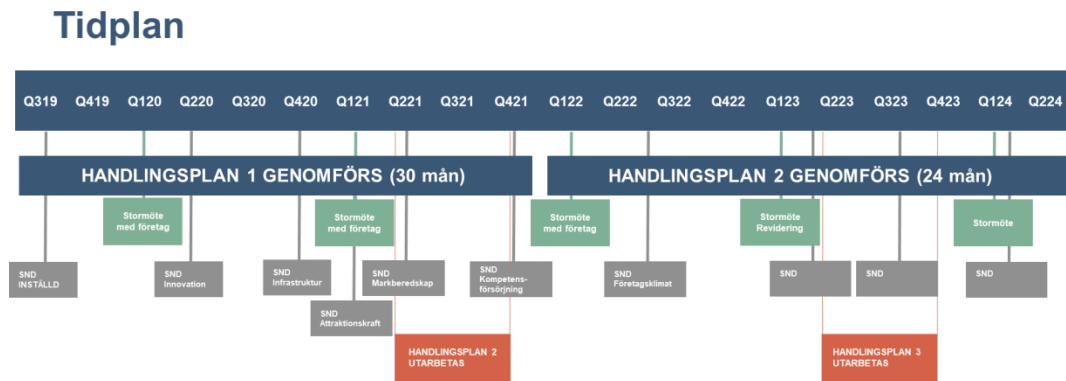 Tidplan
Q319 Q419 Q120 Q220 Q320 Q420 Q121 Q221 Q321 Q421 Q122 Q222 Q322 Q422 Q123 Q223 Q323 Q423 Q124 Q224
HANDLINGSPLAN 1 GENOMFÖRS (30 mån)
HANDLINGSPLAN 2 GENOMFÖRS (24 mån)
Stormöte
med företag
Stormöte
med företag
Stormöte
med företag
Stormöte
Revidering
Stormöte
SND
INSTÄLLD
SND
Innovation
SND
Infrastruktur
SND
Markberedskap
SND
Kompetens-
försörjning
SND
Företagsklimat
SND
SND
SND
SND
Attraktionskraft
HANDLINGSPLAN 2
UTARBETAS
HANDLINGSPLAN 3
UTARBETAS